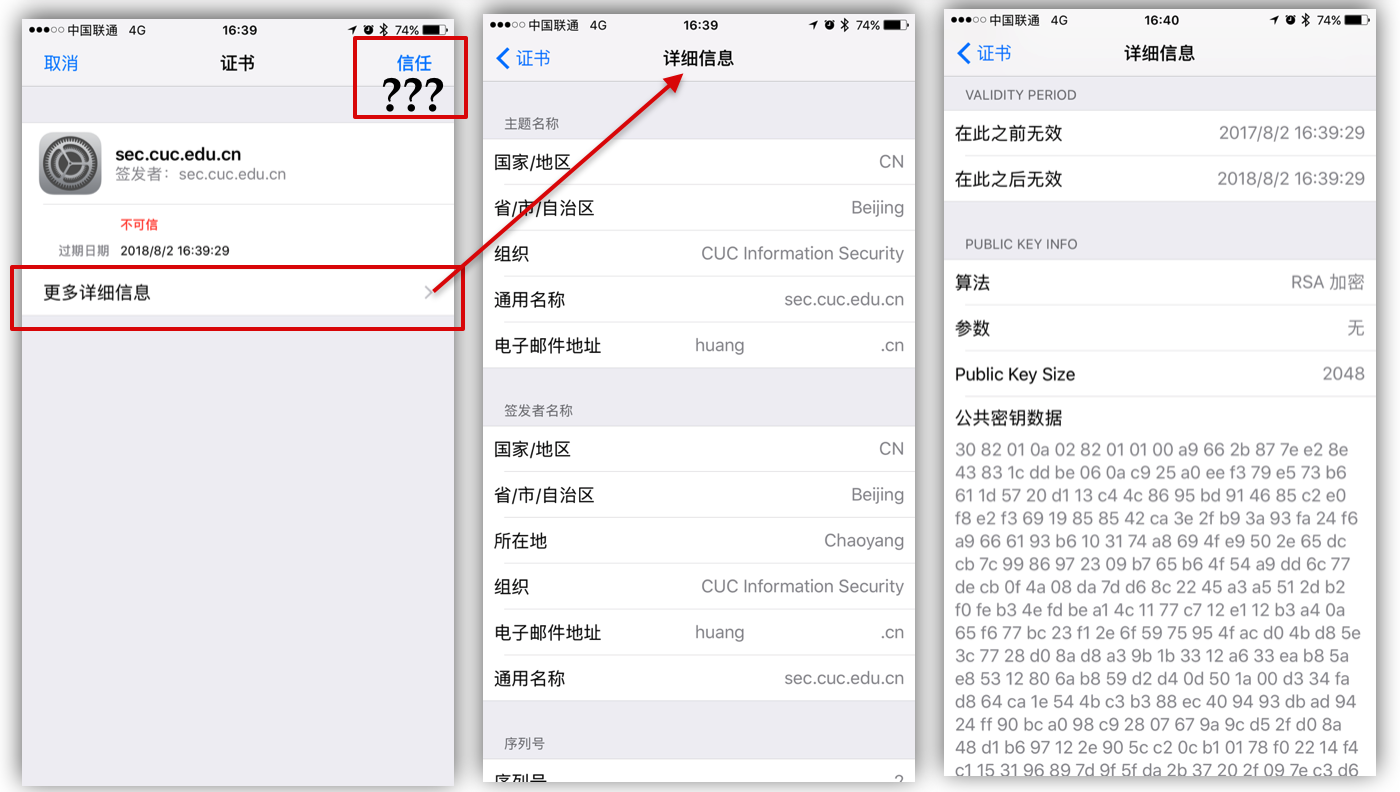 中国联通 4G 16:39 74%
取消 证书 信任
???
sec.cuc.edu.cn
签发者：sec.cuc.edu.cn
不可信
过期日期 2018/8/2 16:39:29
更多详细信息
中国联通 4G 16:39 74%
证书 详细信息
主题名称
国家/地区 CN
省/市/自治区 Beijing
组织 CUC Information Security
通用名称 sec.cuc.edu.cn
电子邮件地址 huang .cn
签发者名称
国家/地区 CN
省/市/自治区 Beijing
所在地 Chaoyang
组织 CUC Information Security
电子邮件地址 huang .cn
通用名称 sec.cuc.edu.cn
序列号
序列号 2
中国联通 4G 16:40 74%
证书 详细信息
VALIDITY PERIOD
在此之前无效 2017/8/2 16:39:29
在此之后无效 2018/8/2 16:39:29
PUBLIC KEY INFO
算法 RSA 加密
参数 无
Public Key Size 2048
公共密钥数据
30 82 01 0a 02 82 01 01 00 a9 66 2b 87 7e e2 8e
43 83 1c dd be 06 0a c9 25 a0 ee f3 79 e5 73 b6
61 1d 57 20 d1 13 c4 4c 86 95 bd 91 46 85 c2 e0
f8 e2 f3 69 19 85 85 42 ca 3e 2f b9 3a 93 fa 24 f6
a9 66 61 93 b6 10 31 74 a8 69 4f e9 50 2e 65 dc
cb 7c 99 86 97 23 09 b7 65 b6 4f 54 a9 dd 6c 77
de cb 0f 4a 08 da 7d d6 8c 22 45 a3 a5 51 2d b2
f0 fe b3 4e fd be a1 4c 11 77 c7 12 e1 12 b3 a4 0a
65 f6 77 bc 23 f1 2e 6f 59 75 95 4f ac d0 4b d8 5e
3c 77 28 d0 8a d8 a3 9b 1b 33 12 a6 33 ea b8 5a
e8 53 12 80 6a b8 59 d2 d4 0d 50 1a 00 d3 34 fa
d8 64 ca 1e 54 4b c3 b3 88 ec 40 94 93 db ad 94
24 ff 90 bc a0 98 c9 28 07 67 9a 9c d5 2f d0 8a
48 d1 b6 97 12 2e 90 5c c2 0c b1 01 78 f0 22 14 f4
c1 15 31 96 89 7d 9f 5f da 2b 37 20 2f 09 7e c3 d6